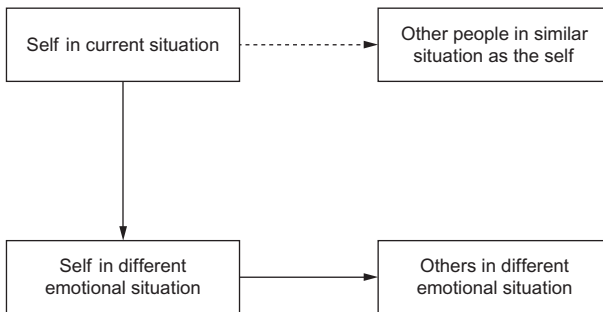 Self in current situation
Other people in similar
situation as the self
Self in different
emotional situation
Others in different
emotional situation